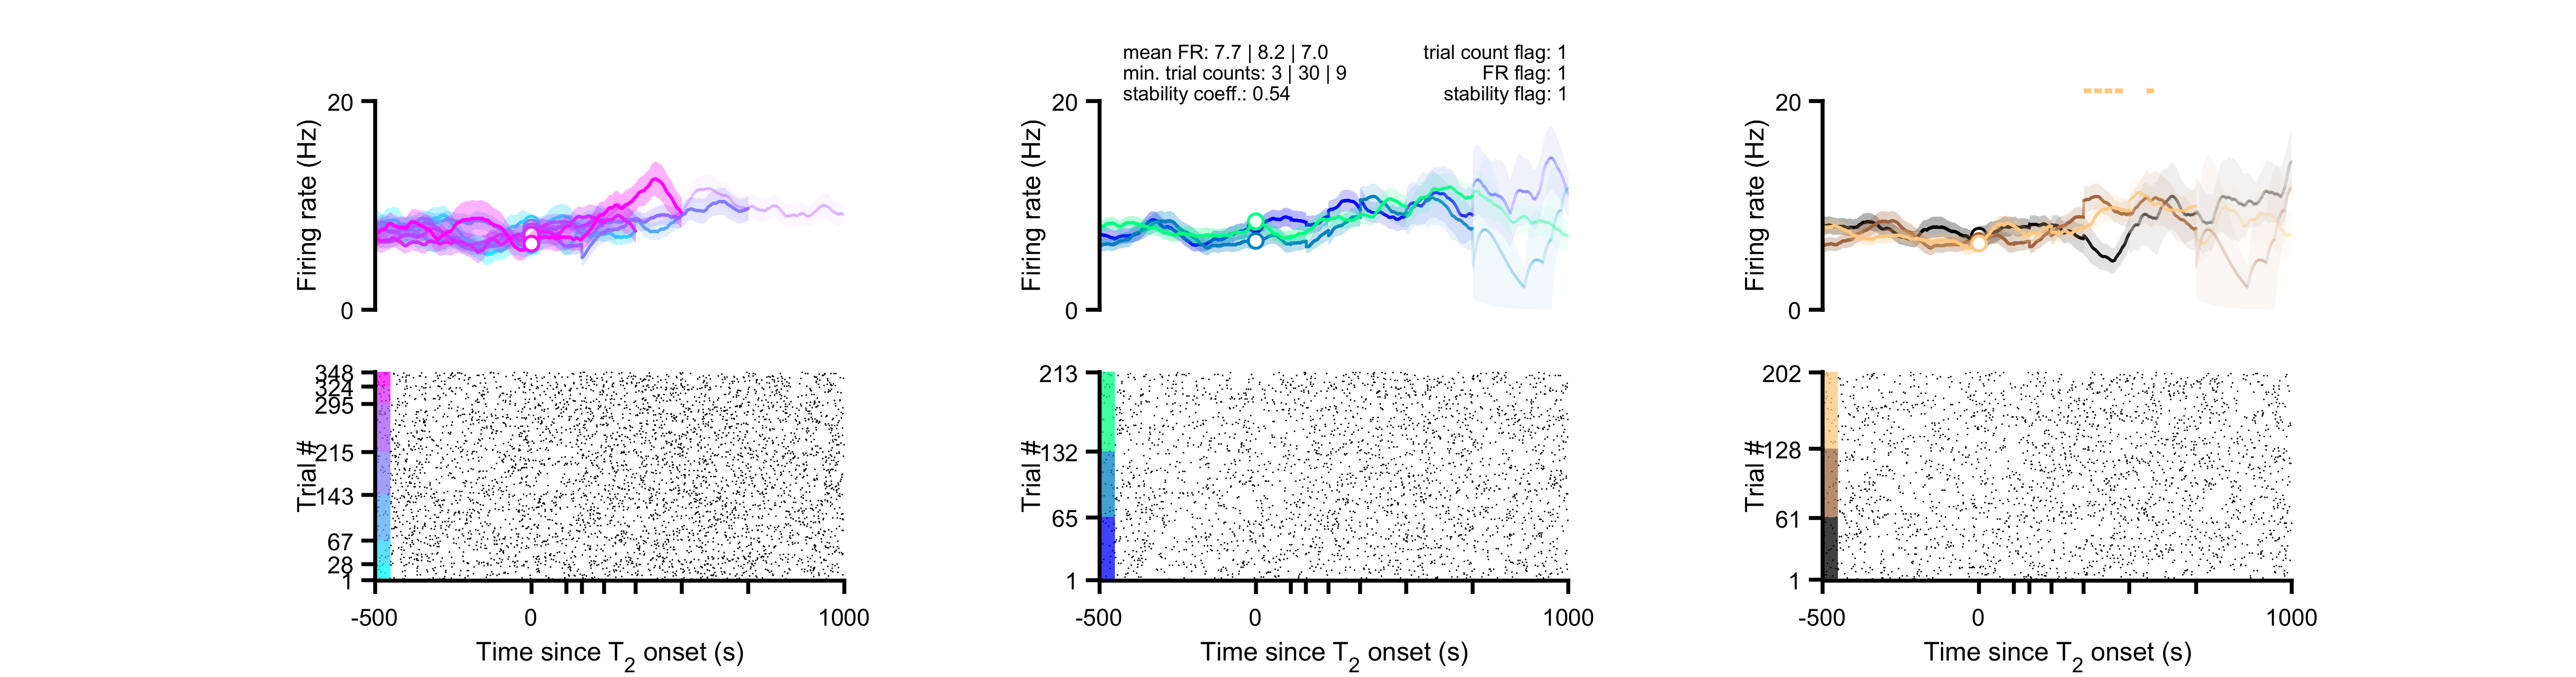 mean FR: 7.7 | 8.2 | 7.0
min. trial counts: 3 | 30 | 9
stability coeff.: 0.54
trial count flag: 1
FR flag: 1
stability flag: 1
20
Firing rate (Hz)
0
20
Firing rate (Hz)
0
20
Firing rate (Hz)
0
348
324
295
215
143
67
28
1
Trial #
-500
0
1000
Time since T2 onset (s)
213
132
65
1
Trial #
-500
0
1000
Time since T2 onset (s)
202
128
61
1
Trial #
-500
0
1000
Time since T2 onset (s)